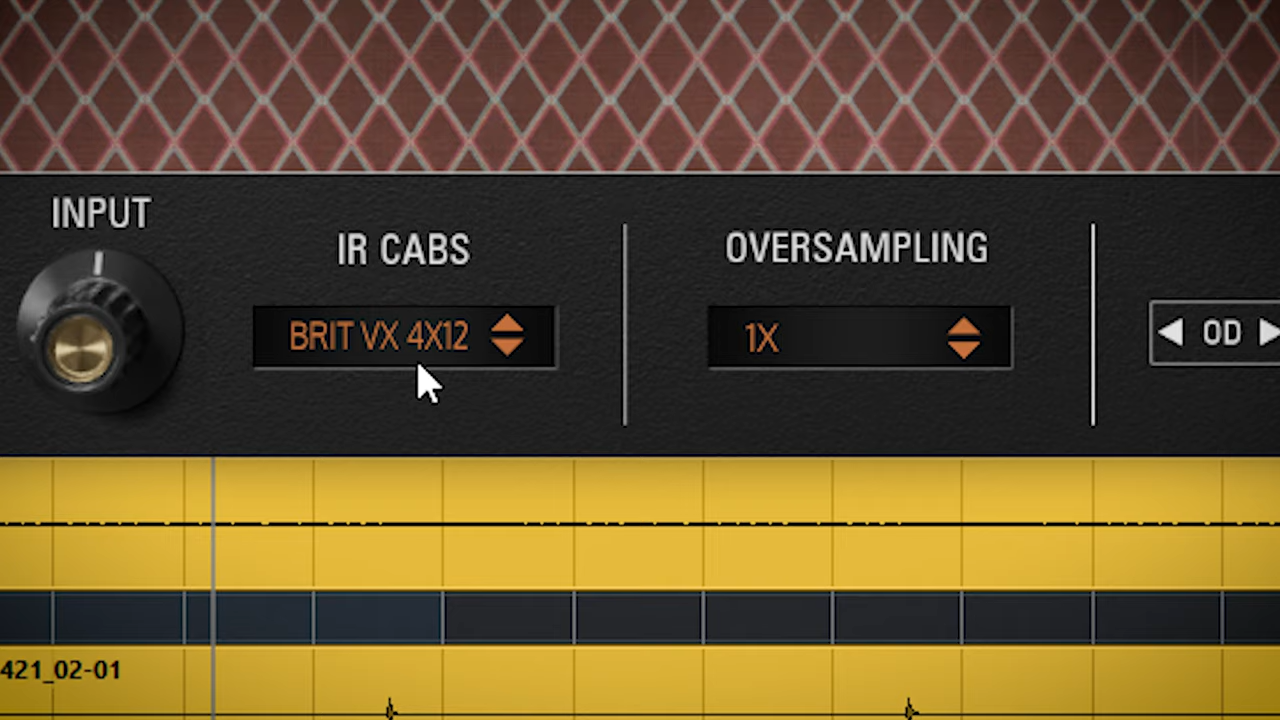 INPUT
IR CABS
OVERSAMPLING
BRIT VX 4X12
1X
OD
421_02-01